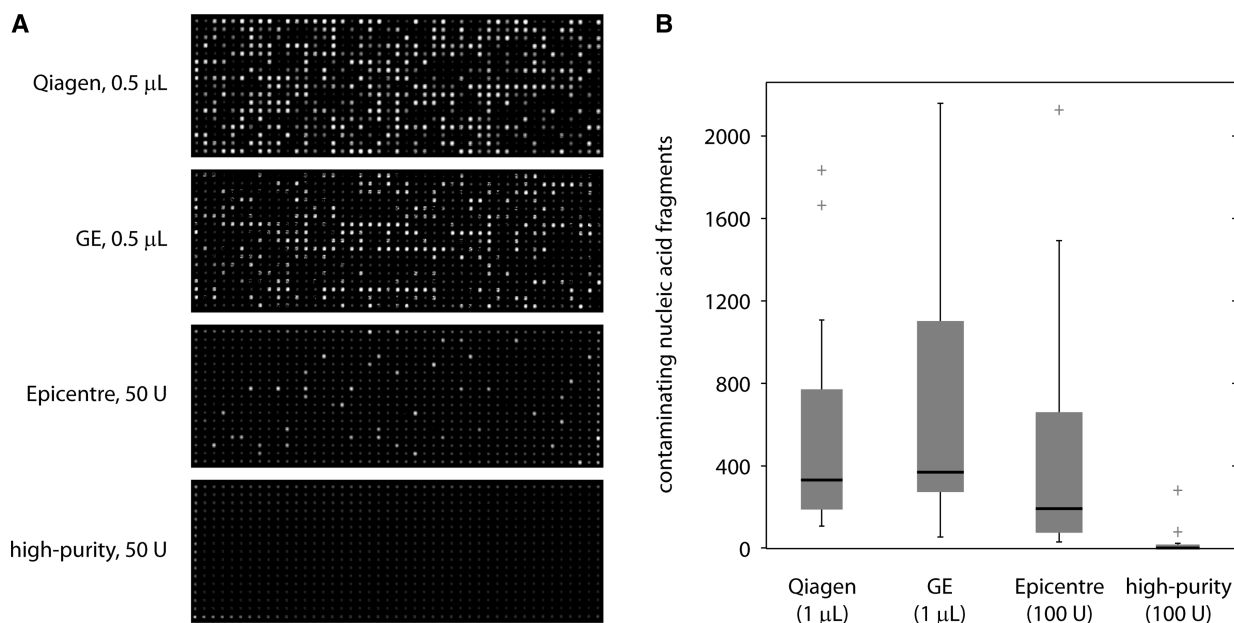 A
Qiagen, 0.5 μL
GE, 0.5 μL
Epicentre, 50 U
high-purity, 50 U
B
contaminating nucleic acid fragments
2000
1600
1200
800
400
0
Qiagen
(1 μL)
GE
(1 μL)
Epicentre
(100 U)
high-purity
(100 U)